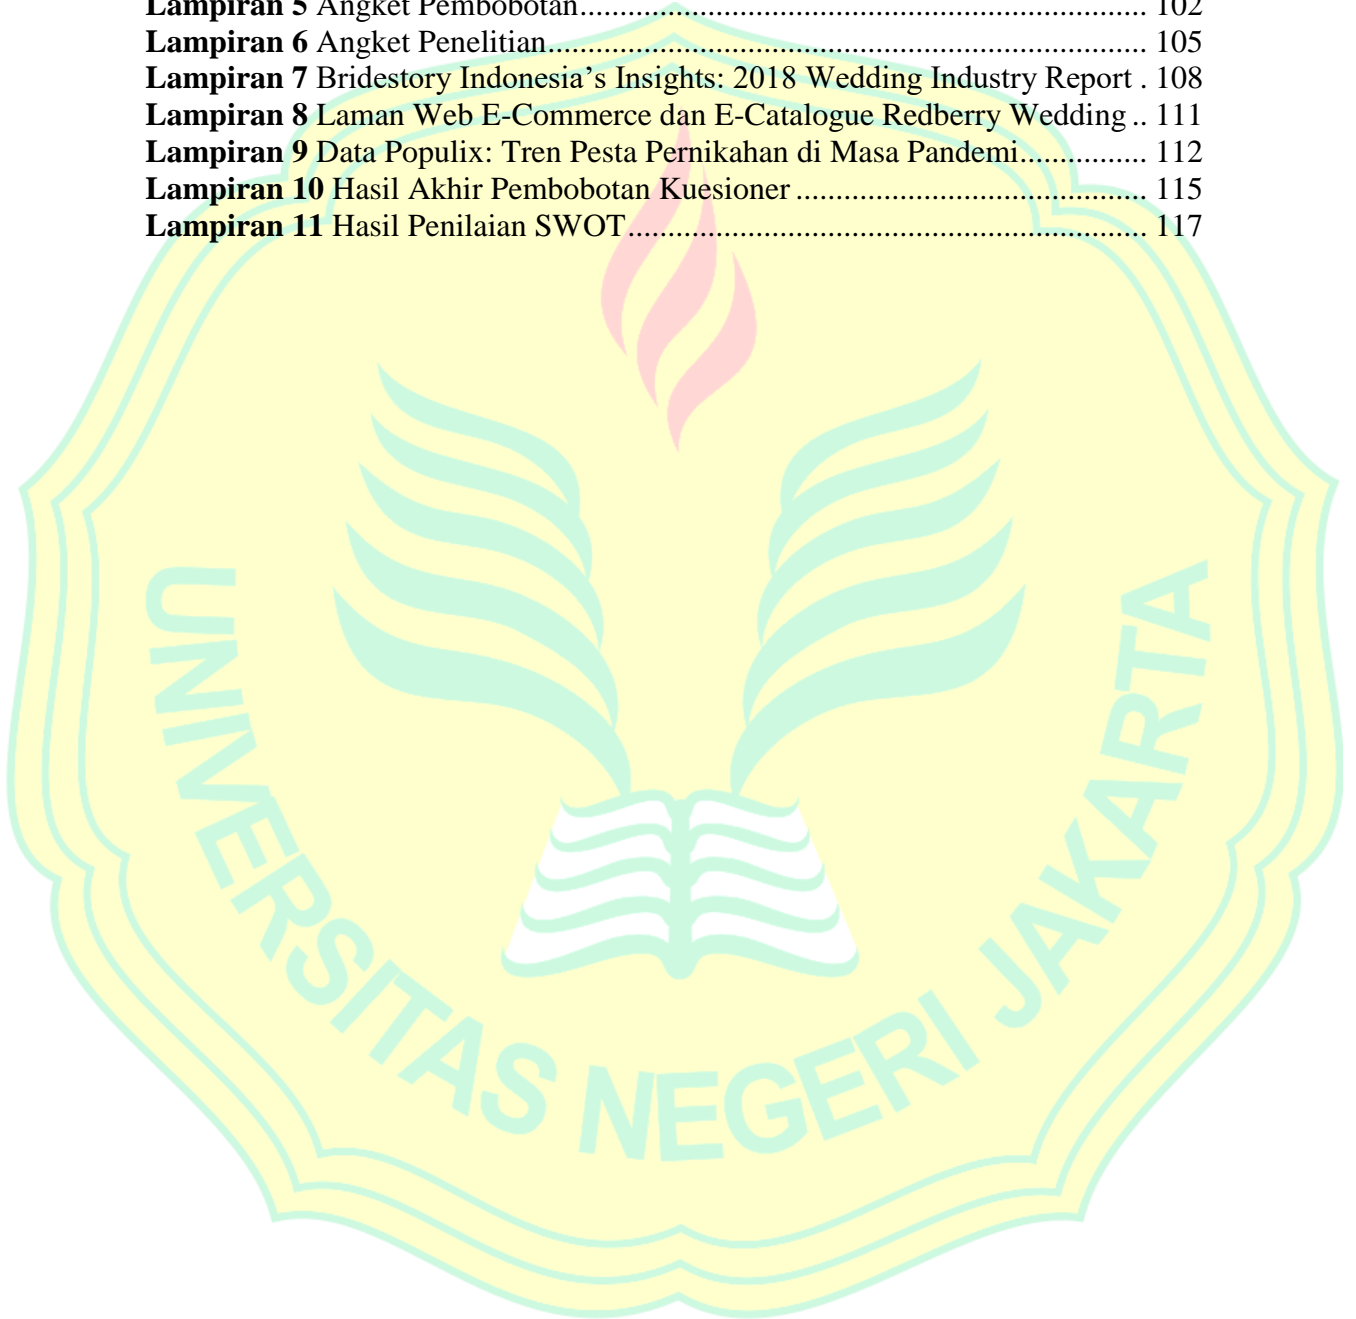 Lampiran 5 Angket Pembobotan....................................................................... 102
Lampiran 6 Angket Penelitian........................................................................... 105
Lampiran 7 Bridestory Indonesia’s Insights: 2018 Wedding Industry Report . 108
Lampiran 8 Laman Web E-Commerce dan E-Catalogue Redberry Wedding .. 111
Lampiran 9 Data Populix: Tren Pesta Pernikahan di Masa Pandemi................ 112
Lampiran 10 Hasil Akhir Pembobotan Kuesioner ............................................ 115
Lampiran 11 Hasil Penilaian SWOT................................................................. 117
UNIVERSITAS NEGERI JAKARTA